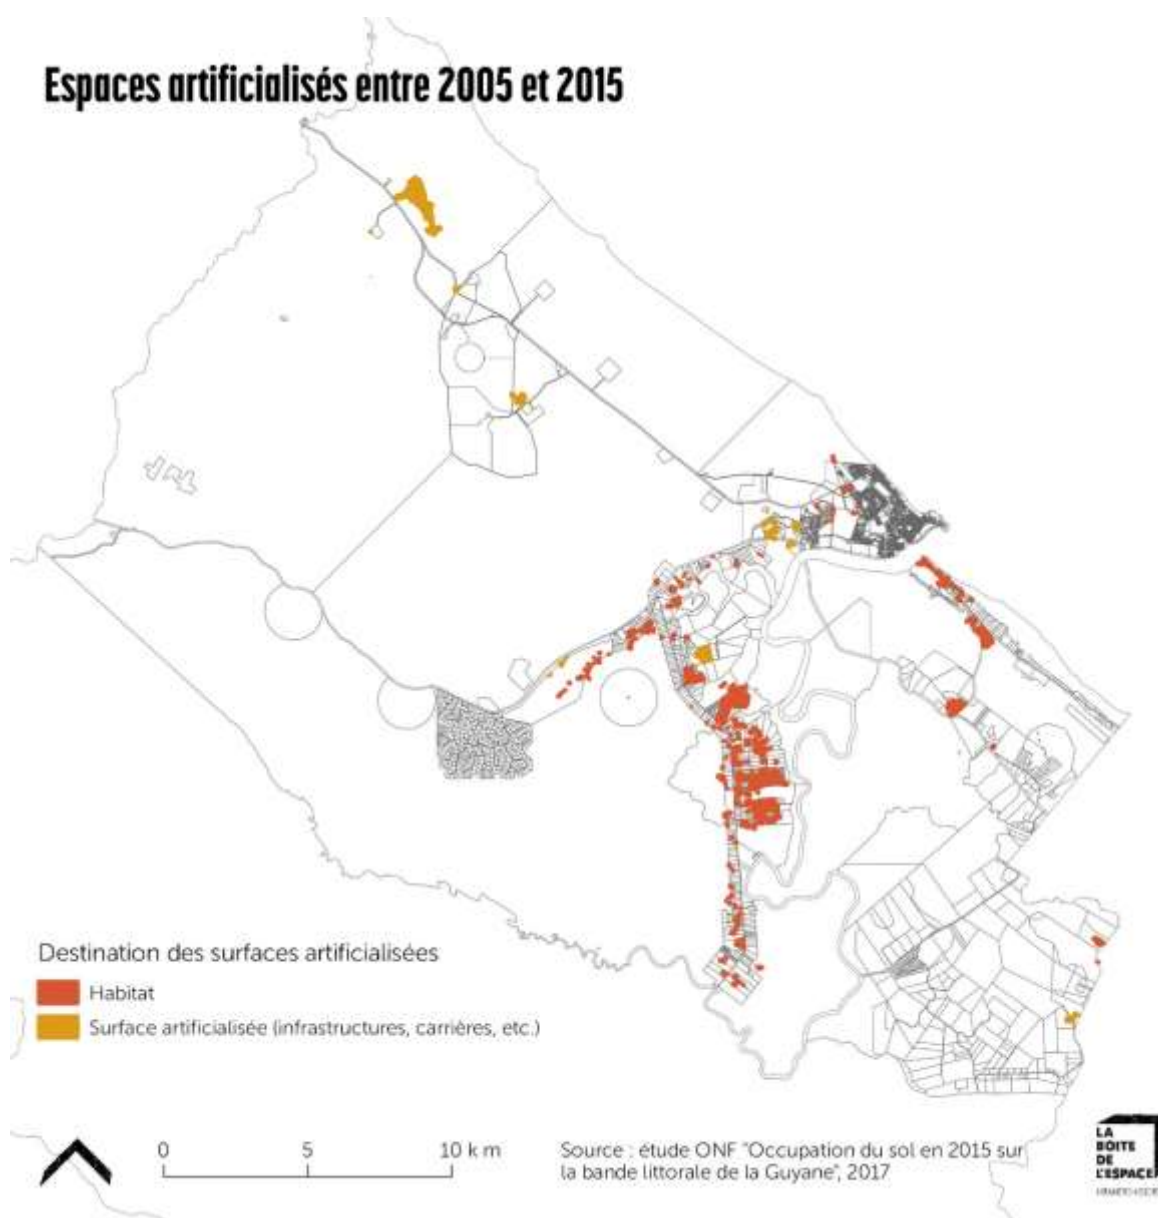 Espaces artificialisés entre 2005 et 2015
Destination des surfaces artificialisées
Habitat
Surface artificialisée (infrastructures, carrières, etc.)
0 5 10 km
Source : étude ONF "Occupation du sol en 2015 sur
la bande littorale de la Guyane", 2017
LA
BOITE
DE
L'ESPACE